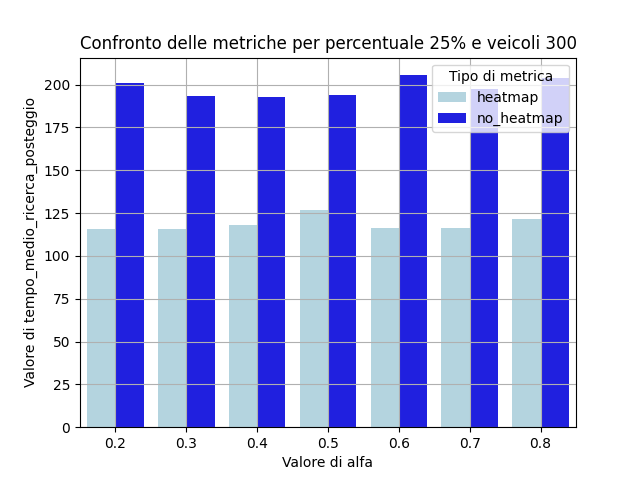 Confronto delle metriche per percentuale 25% e veicoli 300
Tipo di metrica
heatmap
no_heatmap
Valore di tempo_medio_ricerca_posteggio
200
175
150
125
100
75
50
25
0
0.2 0.3 0.4 0.5 0.6 0.7 0.8
Valore di alfa